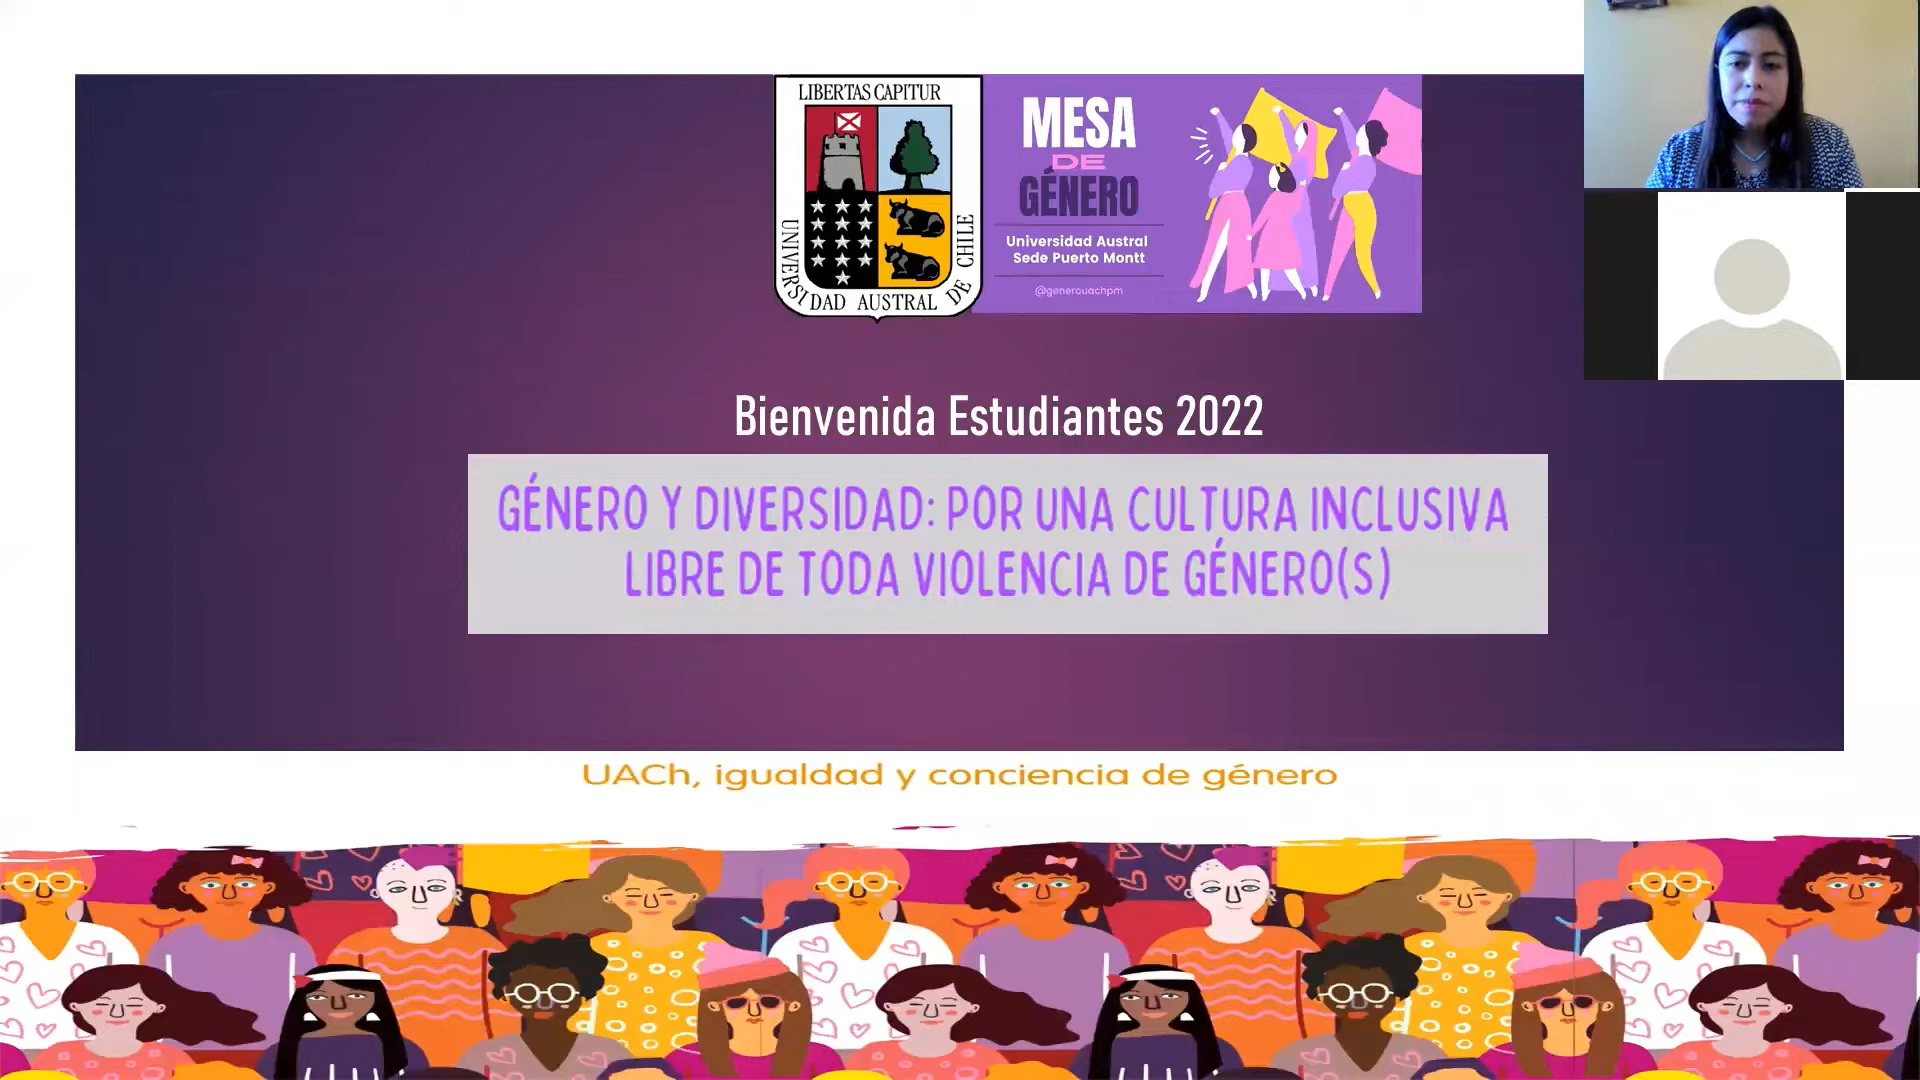 LIBERTAS CAPITUR
UNIVERSIDAD AUSTRAL DE CHILE
MESA
DE
GÉNERO
Universidad Austral
Sede Puerto Montt
@generouachpm
Bienvenida Estudiantes 2022
GÉNERO Y DIVERSIDAD: POR UNA CULTURA INCLUSIVA
LIBRE DE TODA VIOLENCIA DE GÉNERO(S)
UACh, igualdad y conciencia de género